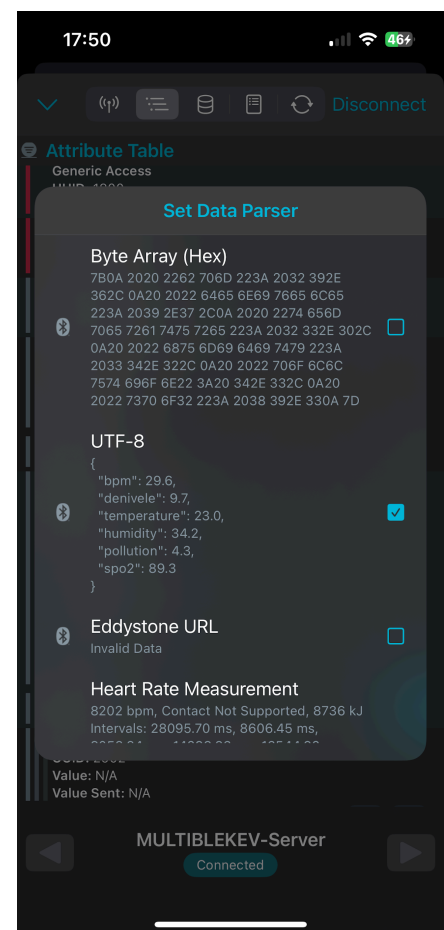 17:50
46
Disconnect
Attribute Table
Generic Access
Set Data Parser
Byte Array (Hex)
7B0A 2020 2262 706D 223A 2032 392E
362C 0A20 2022 6465 6E69 7665 6C65
223A 2039 2E37 2C0A 2020 2274 656D
7065 7261 7475 7265 223A 2032 332E 302C
0A20 2022 6875 6D69 6469 7479 223A
2033 342E 322C 0A20 2022 706F 6C6C
7574 696F 6E22 3A20 342E 332C 0A20
2022 7370 6F32 223A 2038 392E 330A 7D
UTF-8
{
"bpm": 29.6,
"denivele": 9.7,
"temperature": 23.0,
"humidity": 34.2,
"pollution": 4.3,
"spo2": 89.3
}
Eddystone URL
Invalid Data
Heart Rate Measurement
8202 bpm, Contact Not Supported, 8736 kJ
Intervals: 28095.70 ms, 8606.45 ms,
Value: N/A
Value Sent: N/A
MULTIBLEKEV-Server
Connected